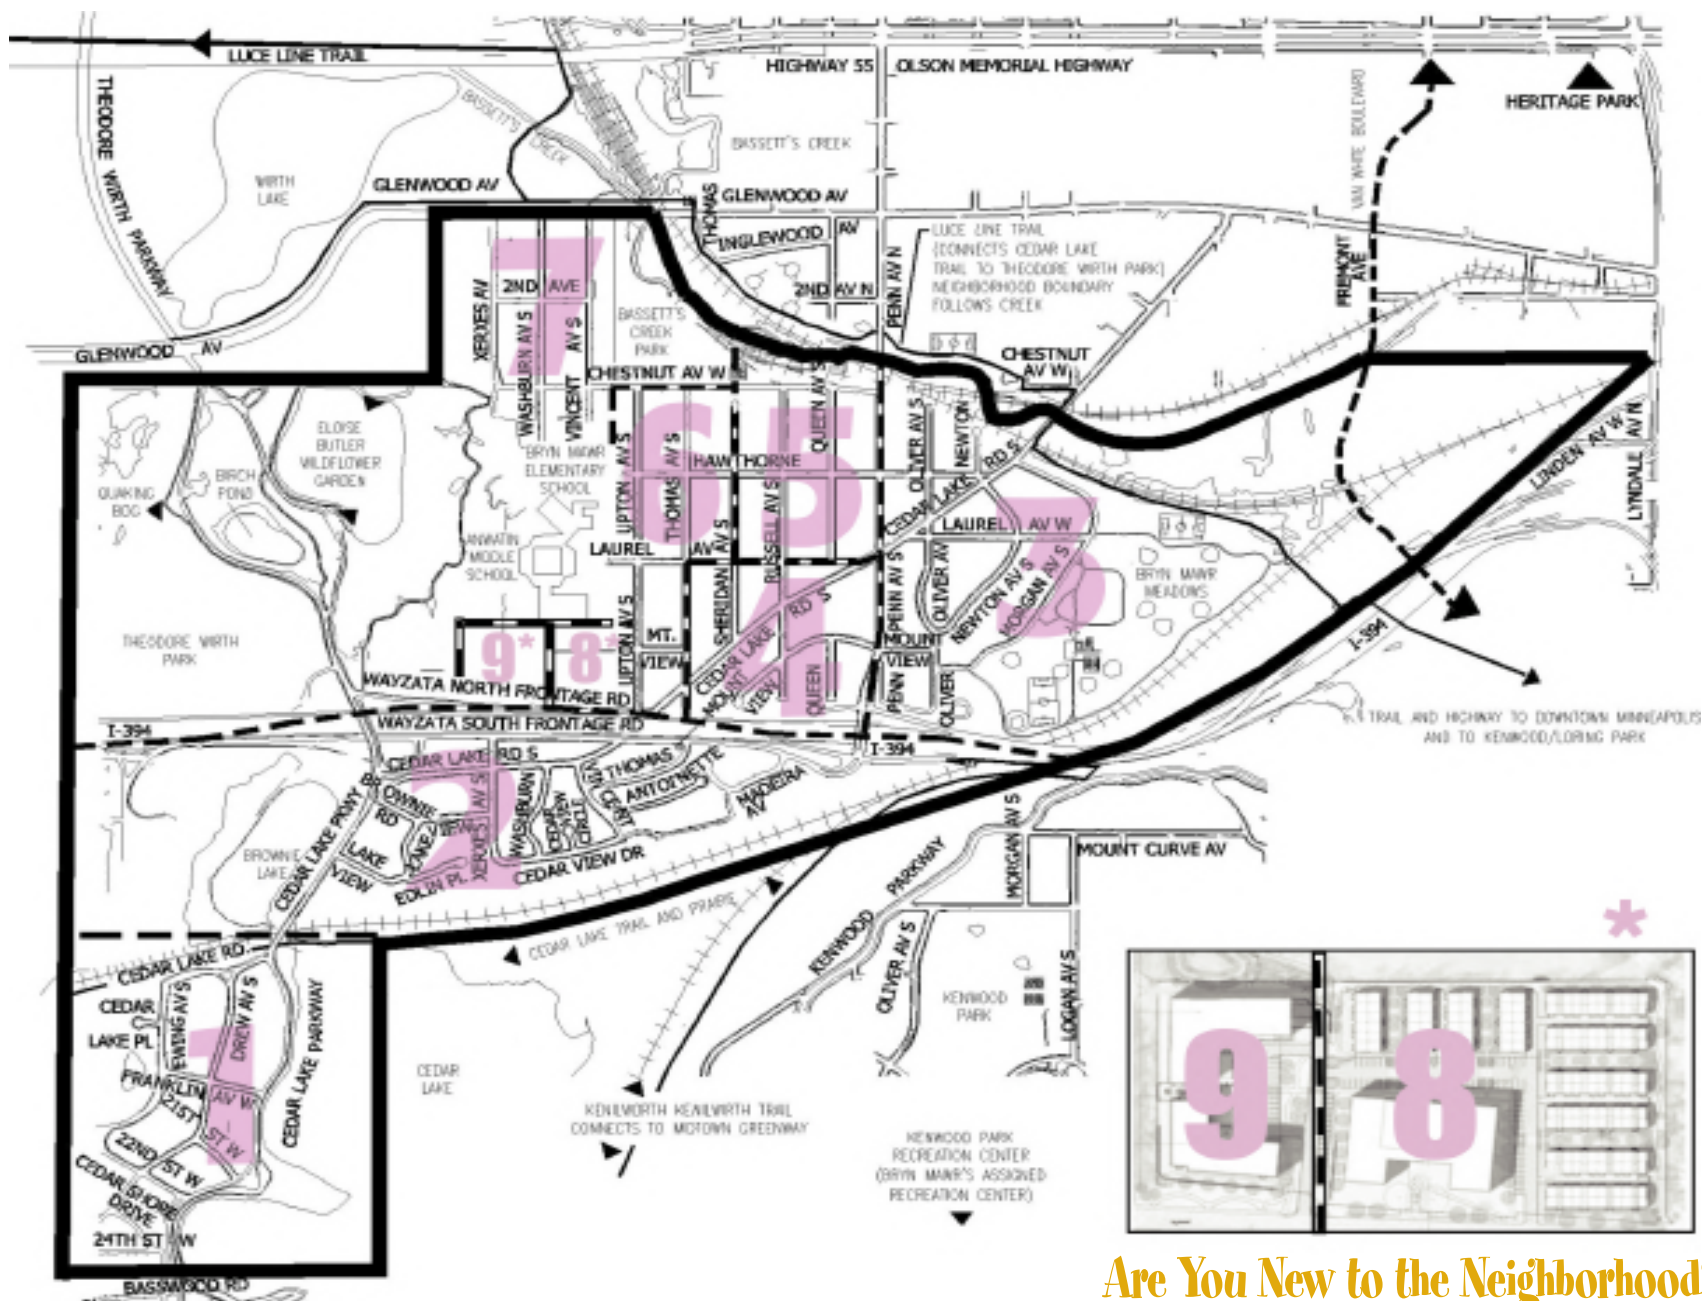 LUCE LINE TRAIL
HIGHWAY 55 OLSON MEMORIAL HIGHWAY
HERITAGE PARK
THEODORE WIRTH PARKWAY
BASSETT'S
CREEK
BASSETT'S CREEK
VAN WHITE BOULEVARD
WIRTH
LAKE
GLENWOOD AV
THOMAS
GLENWOOD AV
INGLEWOOD AV
LUCE LINE TRAIL
(CONNECTS CEDAR LAKE
TRAIL TO THEODORE WIRTH PARK)
NEIGHBORHOOD BOUNDARY
FOLLOWS CREEK
PENN AV N
2ND AV N
FREMONT
AVE
7
XERXES AV
2ND AVE
WASHBURN AV S
VINCENT AV S
BASSETT'S
CREEK
PARK
GLENWOOD AV
CHESTNUT AV W
CHESTNUT
AV W
QUEEN AV S
OLIVER AV S
NEWTON
LINDEN AV W
LYNDALE AV N
ELOISE
BUTLER
WILDFLOWER
GARDEN
BIRCH
POND
QUAKING
BOG
BRYN MAWR
ELEMENTARY
SCHOOL
6
5
UPTON AV S
THOMAS AV S
HAWTHORNE
RUSSELL AV S
CEDAR LAKE RD S
3
LAUREL AV W
ANWATIN
MIDDLE
SCHOOL
LAUREL AV
SHERIDAN AV S
PENN AV S
OLIVER AV
NEWTON AV S
MORGAN AV S
BRYN MAWR
MEADOWS
I-394
THEODORE WIRTH
PARK
9*
8*
UPTON AV S
MT.
VIEW
4
CEDAR LAKE RD S
MOUNT
VIEW
QUEEN
MOUNT
VIEW
PENN
OLIVER
WAYZATA NORTH FRONTAGE RD
WAYZATA SOUTH FRONTAGE RD
I-394
I-394
TRAIL AND HIGHWAY TO DOWNTOWN MINNEAPOLIS
AND TO KENWOOD/LORING PARK
2
CEDAR LAKE RD S
BROWNIE
RD
XERXES AV S
WASHBURN
CEDAR
VIEW
CIRCLE
VINCENT
THOMAS
ANTOINETTE
MADEIRA
AV
LAKE
VIEW
LAKE
EDLIN PL
CEDAR VIEW DR
BROWNIE
LAKE
CEDAR LAKE PKWY
CEDAR LAKE TRAIL AND PRAIRIE
KENWOOD PARKWAY
MORGAN AV S
MOUNT CURVE AV
OLIVER AV S
LOGAN AV S
KENWOOD
PARK
CEDAR LAKE RD
CEDAR
LAKE PL
EWING AV S
DREW AV S
CEDAR LAKE PARKWAY
1
FRANKLIN AV W
21ST ST W
22ND ST W
CEDAR SHORE
DRIVE
24TH ST W
BASSWOOD RD
CEDAR
LAKE
KENILWORTH KENILWIRTH TRAIL
CONNECTS TO MIDTOWN GREENWAY
KENWOOD PARK
RECREATION CENTER
(BRYN MAWR'S ASSIGNED
RECREATION CENTER)
*
9
8
Are You New to the Neighborhood